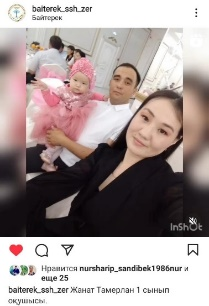 baiterek_ssh_zer
Байтерек
InShOt
Нравится nursharip_sandibek1986nur и
еще 25
baiterek_ssh_zer Жанат Тамерлан 1 сынып
оқушысы.